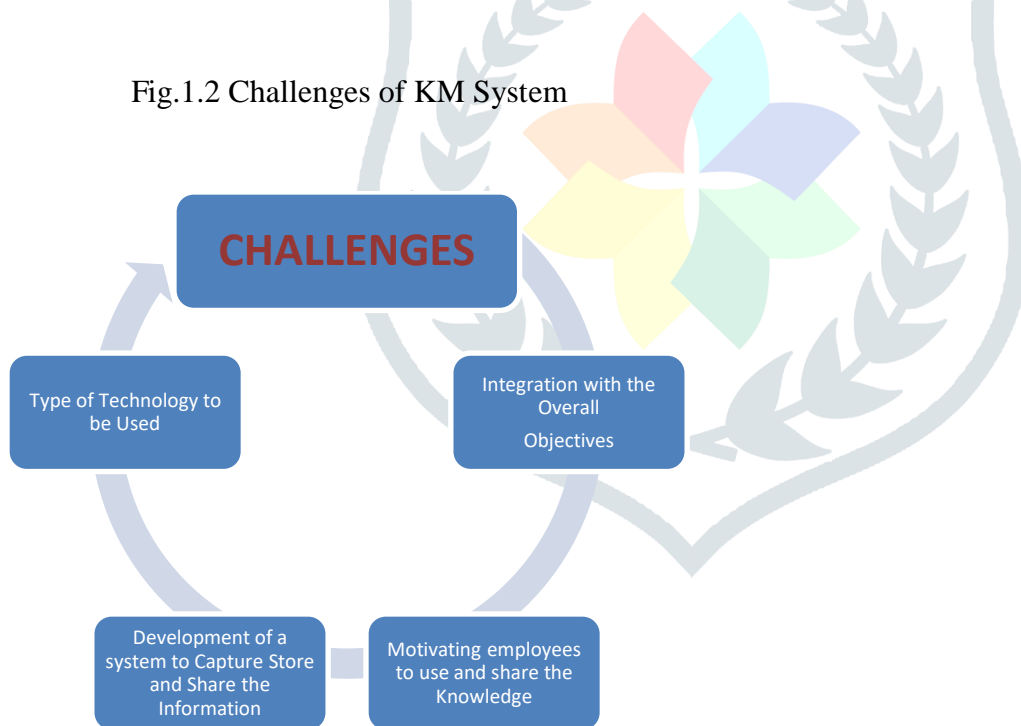 Fig.1.2 Challenges of KM System
CHALLENGES
Integration with the
Overall
Objectives
Motivating employees
to use and share the
Knowledge
Development of a
system to Capture Store
and Share the
Information
Type of Technology to
be Used